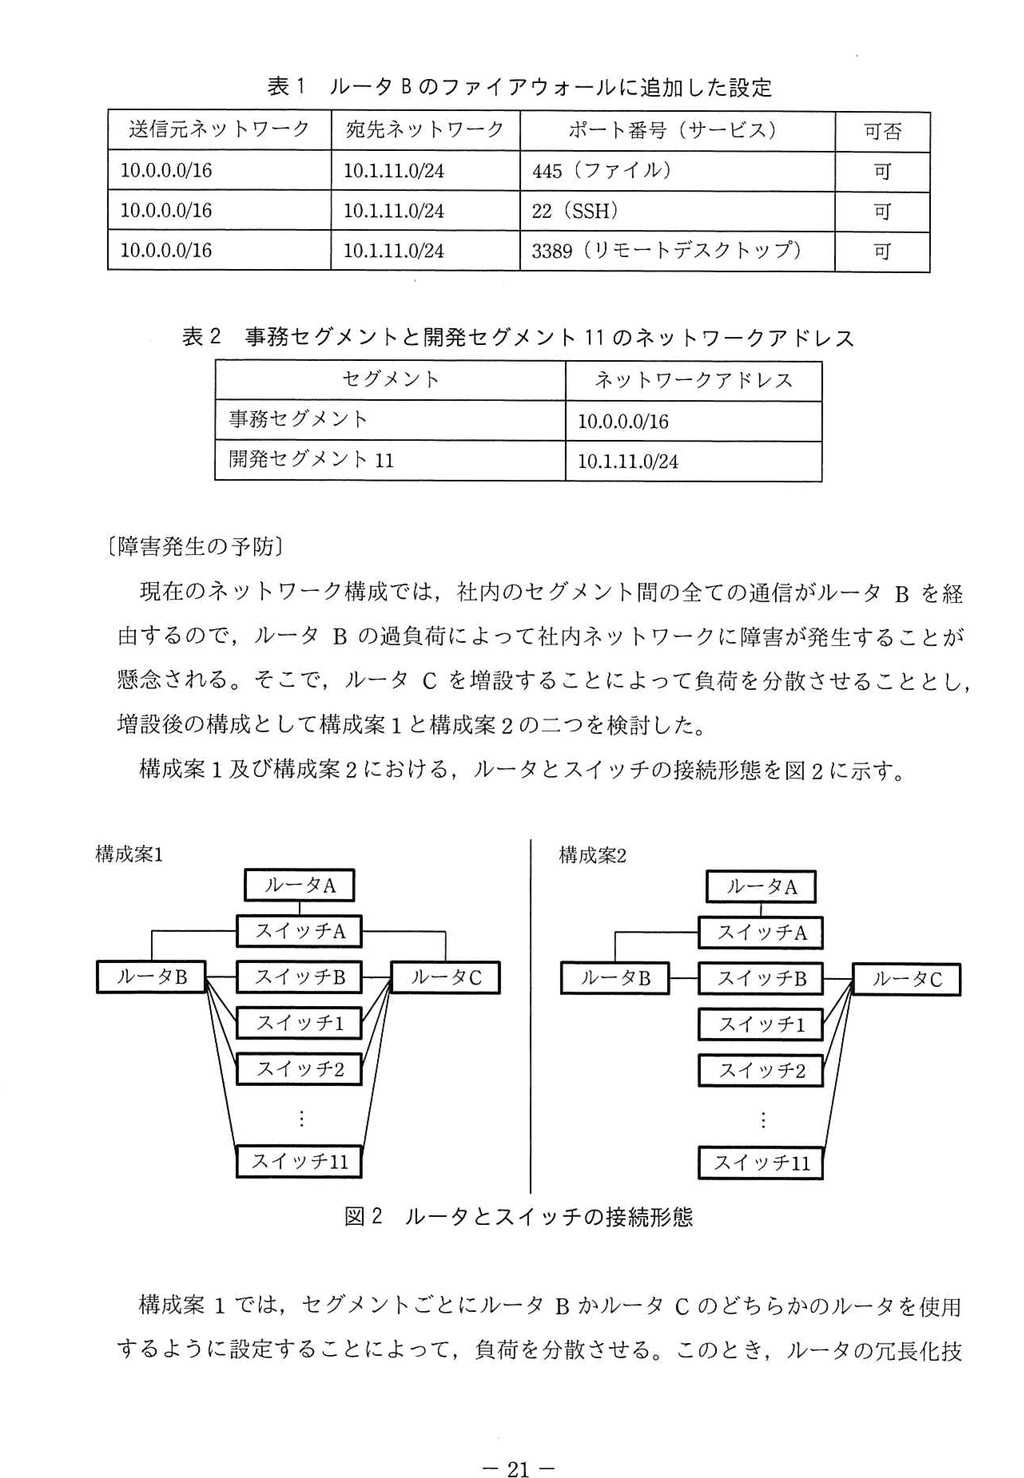 表1 ルータBのファイアウォールに追加した設定
送信元ネットワーク 宛先ネットワーク ポート番号（サービス） 可否
10.0.0.0/16 10.1.11.0/24 445（ファイル） 可
10.0.0.0/16 10.1.11.0/24 22（SSH） 可
10.0.0.0/16 10.1.11.0/24 3389（リモートデスクトップ） 可
表2 事務セグメントと開発セグメント11のネットワークアドレス
セグメント ネットワークアドレス
事務セグメント 10.0.0.0/16
開発セグメント11 10.1.11.0/24
〔障害発生の予防〕
現在のネットワーク構成では，社内のセグメント間の全ての通信がルータ B を経
由するので，ルータ B の過負荷によって社内ネットワークに障害が発生することが
懸念される。そこで，ルータ C を増設することによって負荷を分散させることとし，
増設後の構成として構成案1と構成案2の二つを検討した。
構成案1及び構成案2における，ルータとスイッチの接続形態を図2に示す。
構成案1
ルータA
スイッチA
ルータB スイッチB ルータC
スイッチ1
スイッチ2
⋮
スイッチ11
構成案2
ルータA
スイッチA
ルータB スイッチB ルータC
スイッチ1
スイッチ2
⋮
スイッチ11
図2 ルータとスイッチの接続形態
構成案 1 では，セグメントごとにルータ B かルータ C のどちらかのルータを使用
するように設定することによって，負荷を分散させる。このとき，ルータの冗長化技
－ 21 －